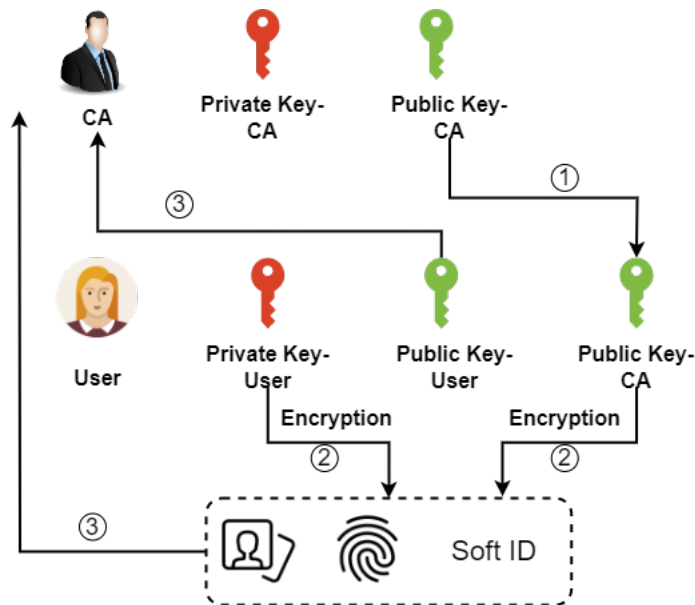 CA
Private Key-
CA
Public Key-
CA
①
③
User
Private Key-
User
Public Key-
User
Public Key-
CA
Encryption
Encryption
②
②
③
Soft ID